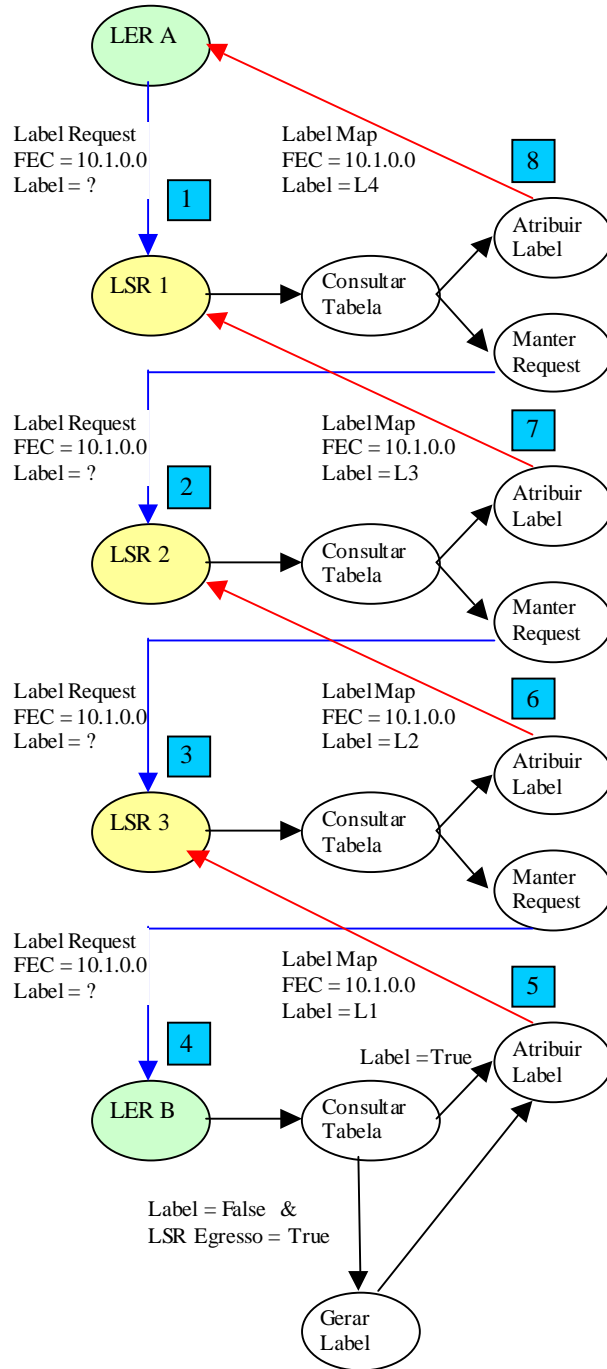 LER A
Label Request
FEC = 10.1.0.0
Label = ?
1
Label Map
FEC = 10.1.0.0
Label = L4
8
Atribuir
Label
LSR 1
Consultar
Tabela
Manter
Request
Label Request
FEC = 10.1.0.0
Label = ?
2
Label Map
FEC = 10.1.0.0
Label = L3
7
Atribuir
Label
LSR 2
Consultar
Tabela
Manter
Request
Label Request
FEC = 10.1.0.0
Label = ?
3
Label Map
FEC = 10.1.0.0
Label = L2
6
Atribuir
Label
LSR 3
Consultar
Tabela
Manter
Request
Label Request
FEC = 10.1.0.0
Label = ?
4
Label Map
FEC = 10.1.0.0
Label = L1
5
Label = True
Atribuir
Label
LER B
Consultar
Tabela
Label = False &
LSR Egresso = True
Gerar
Label